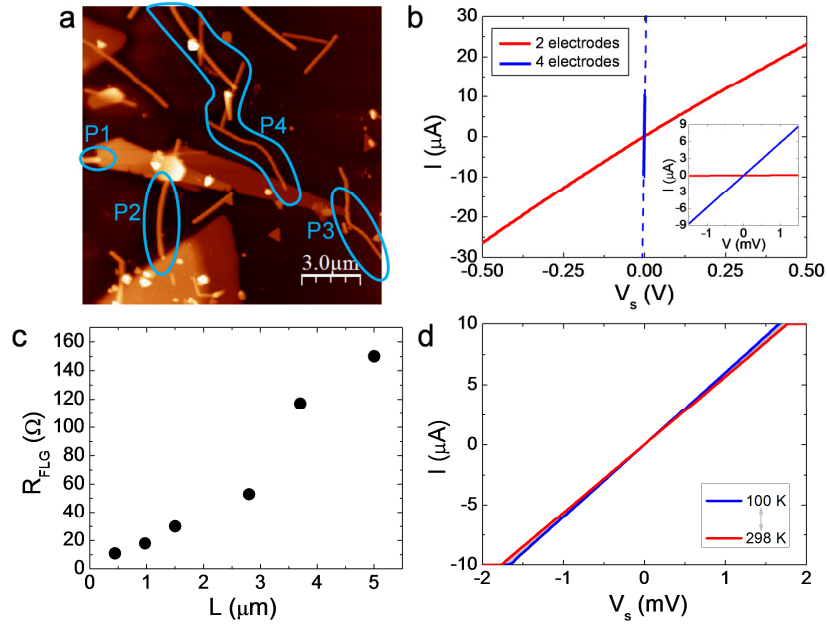 a
P1
P2
P4
P3
3.0μm
b
2 electrodes
4 electrodes
30
20
10
0
-10
-20
-30
I (μA)
-0.50
-0.25
0.00
0.25
0.50
V_s (V)
9
6
3
0
-3
-6
-9
I (μA)
-1
0
1
V (mV)
c
160
140
120
100
80
60
40
20
0
R_FLG (Ω)
0
1
2
3
4
5
L (μm)
d
10
5
0
-5
-10
I (μA)
100 K
298 K
-2
-1
0
1
2
V_s (mV)